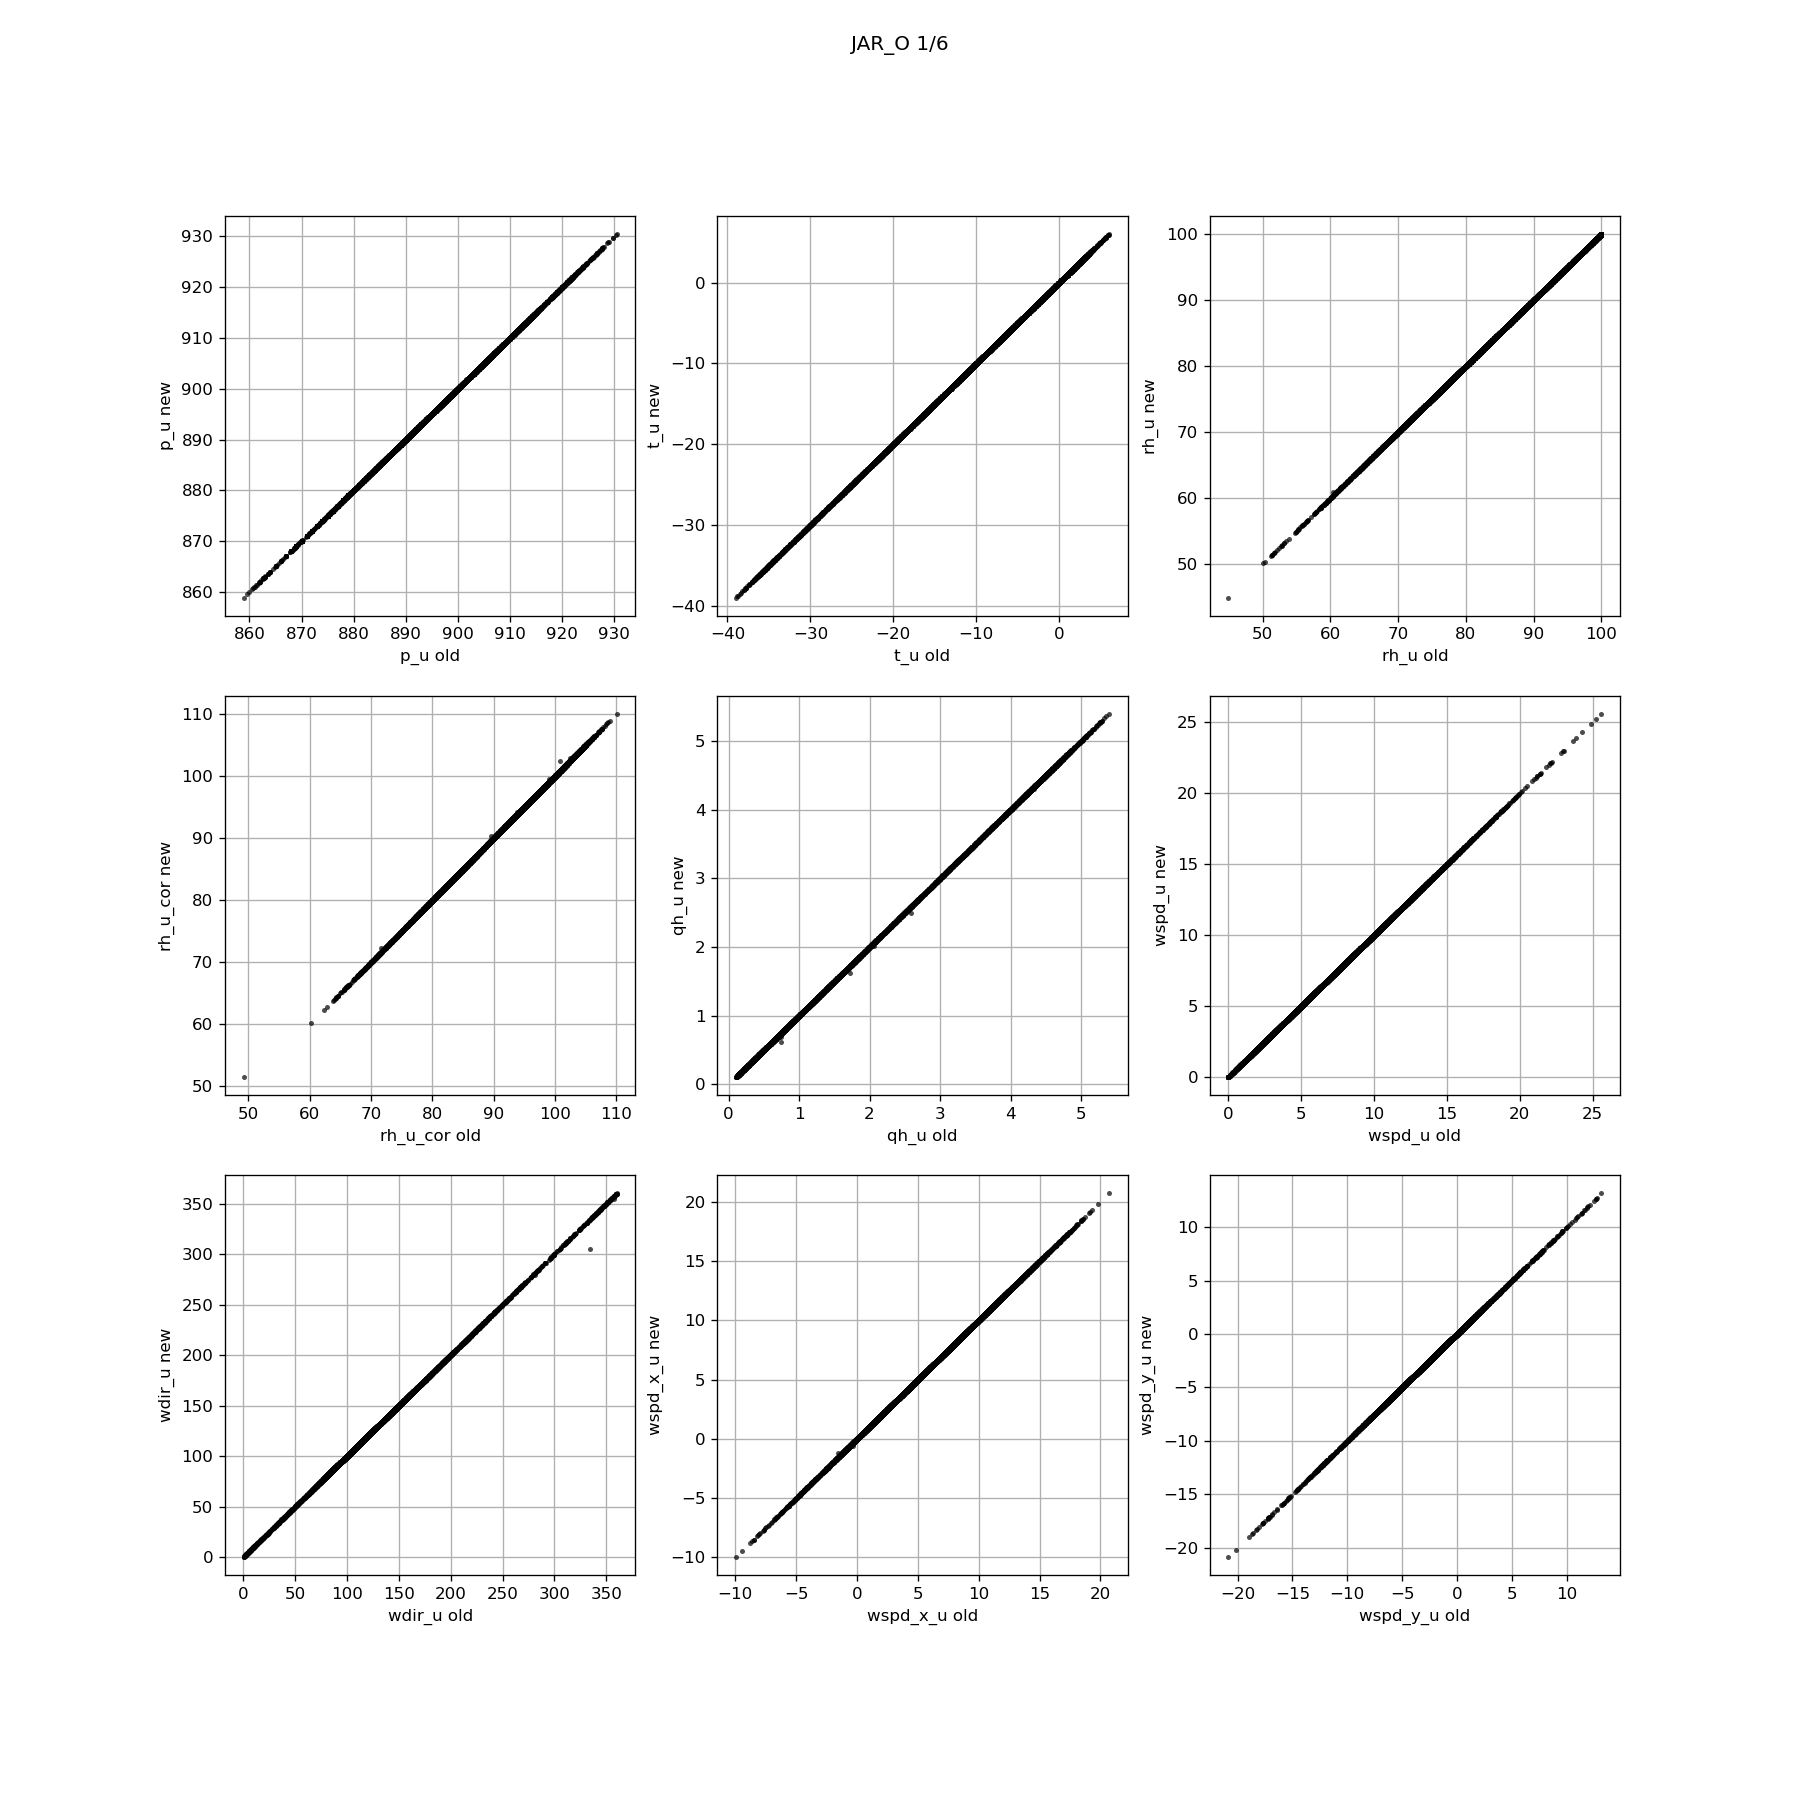 JAR_O 1/6
930
920
910
900
890
880
870
860
p_u new
860 870 880 890 900 910 920 930
p_u old
0
−10
−20
−30
−40
t_u new
−40 −30 −20 −10 0
t_u old
100
90
80
70
60
50
rh_u new
50 60 70 80 90 100
rh_u old
110
100
90
80
70
60
50
rh_u_cor new
50 60 70 80 90 100 110
rh_u_cor old
5
4
3
2
1
0
qh_u new
0 1 2 3 4 5
qh_u old
25
20
15
10
5
0
wspd_u new
0 5 10 15 20 25
wspd_u old
350
300
250
200
150
100
50
0
wdir_u new
0 50 100 150 200 250 300 350
wdir_u old
20
15
10
5
0
−5
−10
wspd_x_u new
−10 −5 0 5 10 15 20
wspd_x_u old
10
5
0
−5
−10
−15
−20
wspd_y_u new
−20 −15 −10 −5 0 5 10
wspd_y_u old